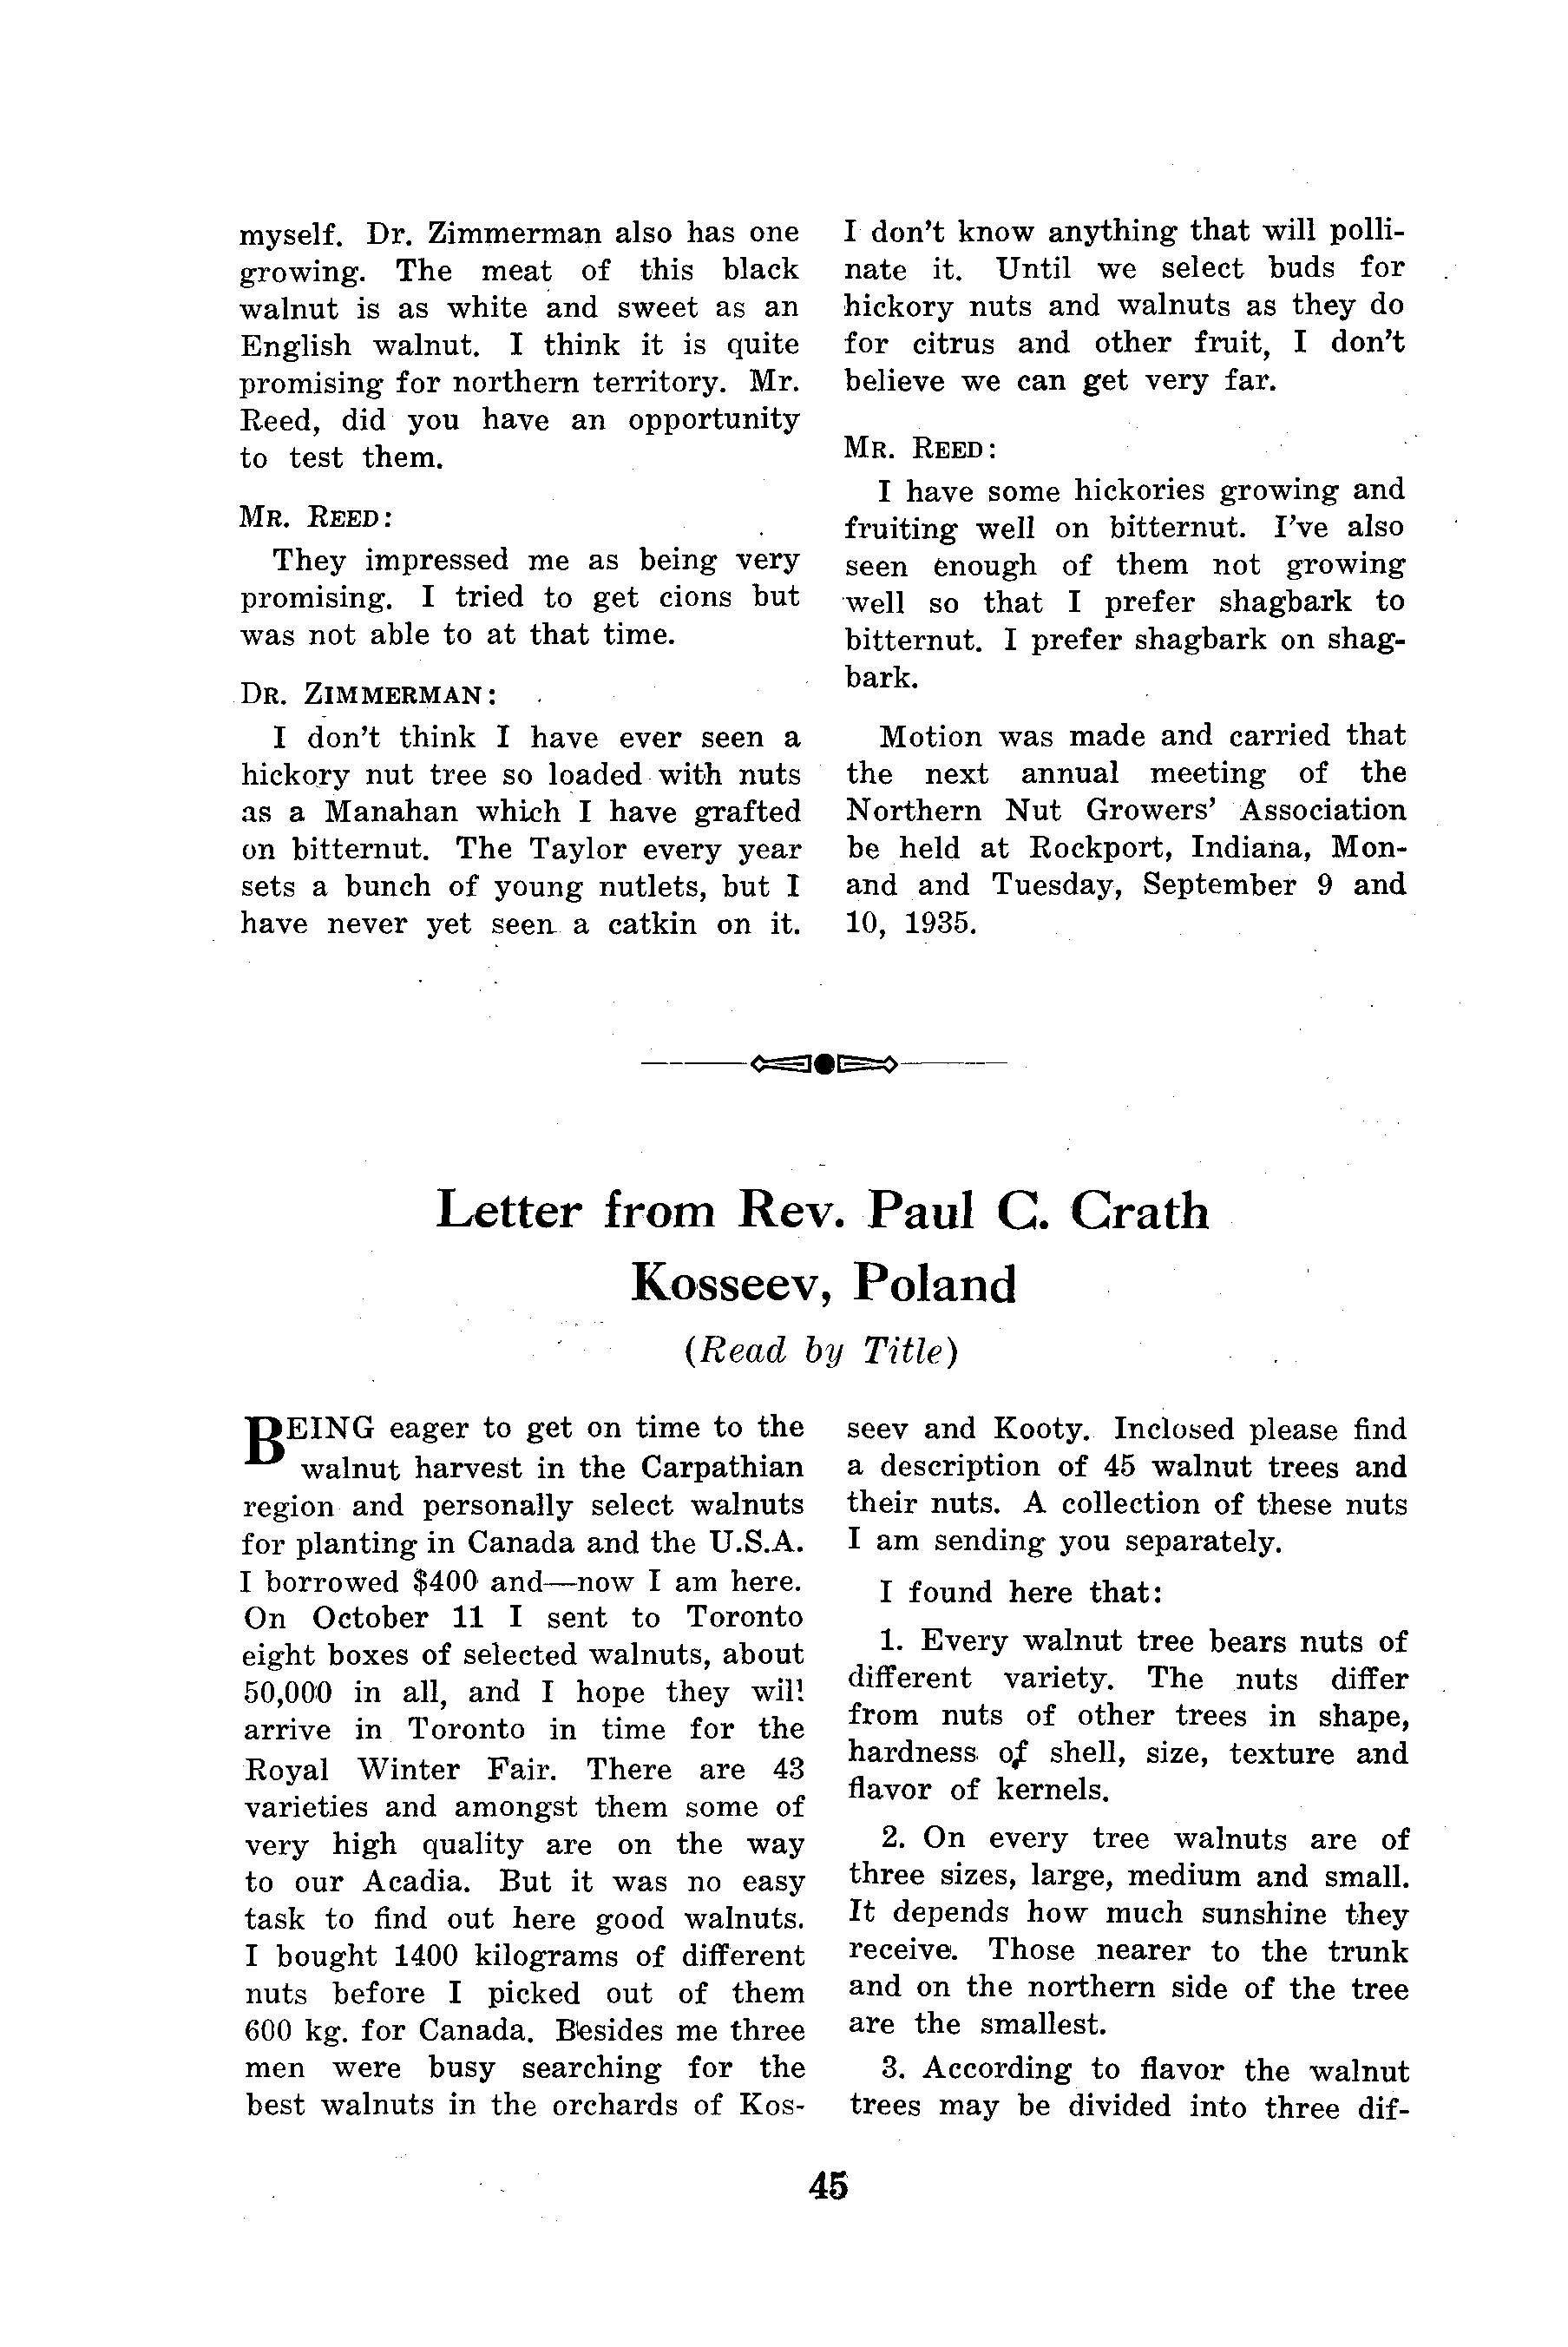 myself. Dr. Zimmerman also has one
growing. The meat of this black
walnut is as white and sweet as an
English walnut. I think it is quite
promising for northern territory. Mr.
Reed, did you have an opportunity
to test them.
MR. REED:
They impressed me as being very
promising. I tried to get cions but
was not able to at that time.
DR. ZIMMERMAN:
I don't think I have ever seen a
hickory nut tree so loaded with nuts
as a Manahan which I have grafted
on bitternut. The Taylor every year
sets a bunch of young nutlets, but I
have never yet seen a catkin on it.
I don't know anything that will polli-
nate it. Until we select buds for
hickory nuts and walnuts as they do
for citrus and other fruit, I don't
believe we can get very far.
MR. REED:
I have some hickories growing and
fruiting well on bitternut. I've also
seen enough of them not growing
well so that I prefer shagbark to
bitternut. I prefer shagbark on shag-
bark.
Motion was made and carried that
the next annual meeting of the
Northern Nut Growers' Association
be held at Rockport, Indiana, Mon-
and and Tuesday, September 9 and
10, 1935.
Letter from Rev. Paul C. Crath
Kosseev, Poland
(Read by Title)
BEING eager to get on time to the
walnut harvest in the Carpathian
region and personally select walnuts
for planting in Canada and the U.S.A.
I borrowed $400 and—now I am here.
On October 11 I sent to Toronto
eight boxes of selected walnuts, about
50,000 in all, and I hope they will
arrive in Toronto in time for the
Royal Winter Fair. There are 43
varieties and amongst them some of
very high quality are on the way
to our Acadia. But it was no easy
task to find out here good walnuts.
I bought 1400 kilograms of different
nuts before I picked out of them
600 kg. for Canada. Besides me three
men were busy searching for the
best walnuts in the orchards of Kos-
seev and Kooty. Inclosed please find
a description of 45 walnut trees and
their nuts. A collection of these nuts
I am sending you separately.
I found here that:
1. Every walnut tree bears nuts of
different variety. The nuts differ
from nuts of other trees in shape,
hardness of shell, size, texture and
flavor of kernels.
2. On every tree walnuts are of
three sizes, large, medium and small.
It depends how much sunshine they
receive. Those nearer to the trunk
and on the northern side of the tree
are the smallest.
3. According to flavor the walnut
trees may be divided into three dif-
45